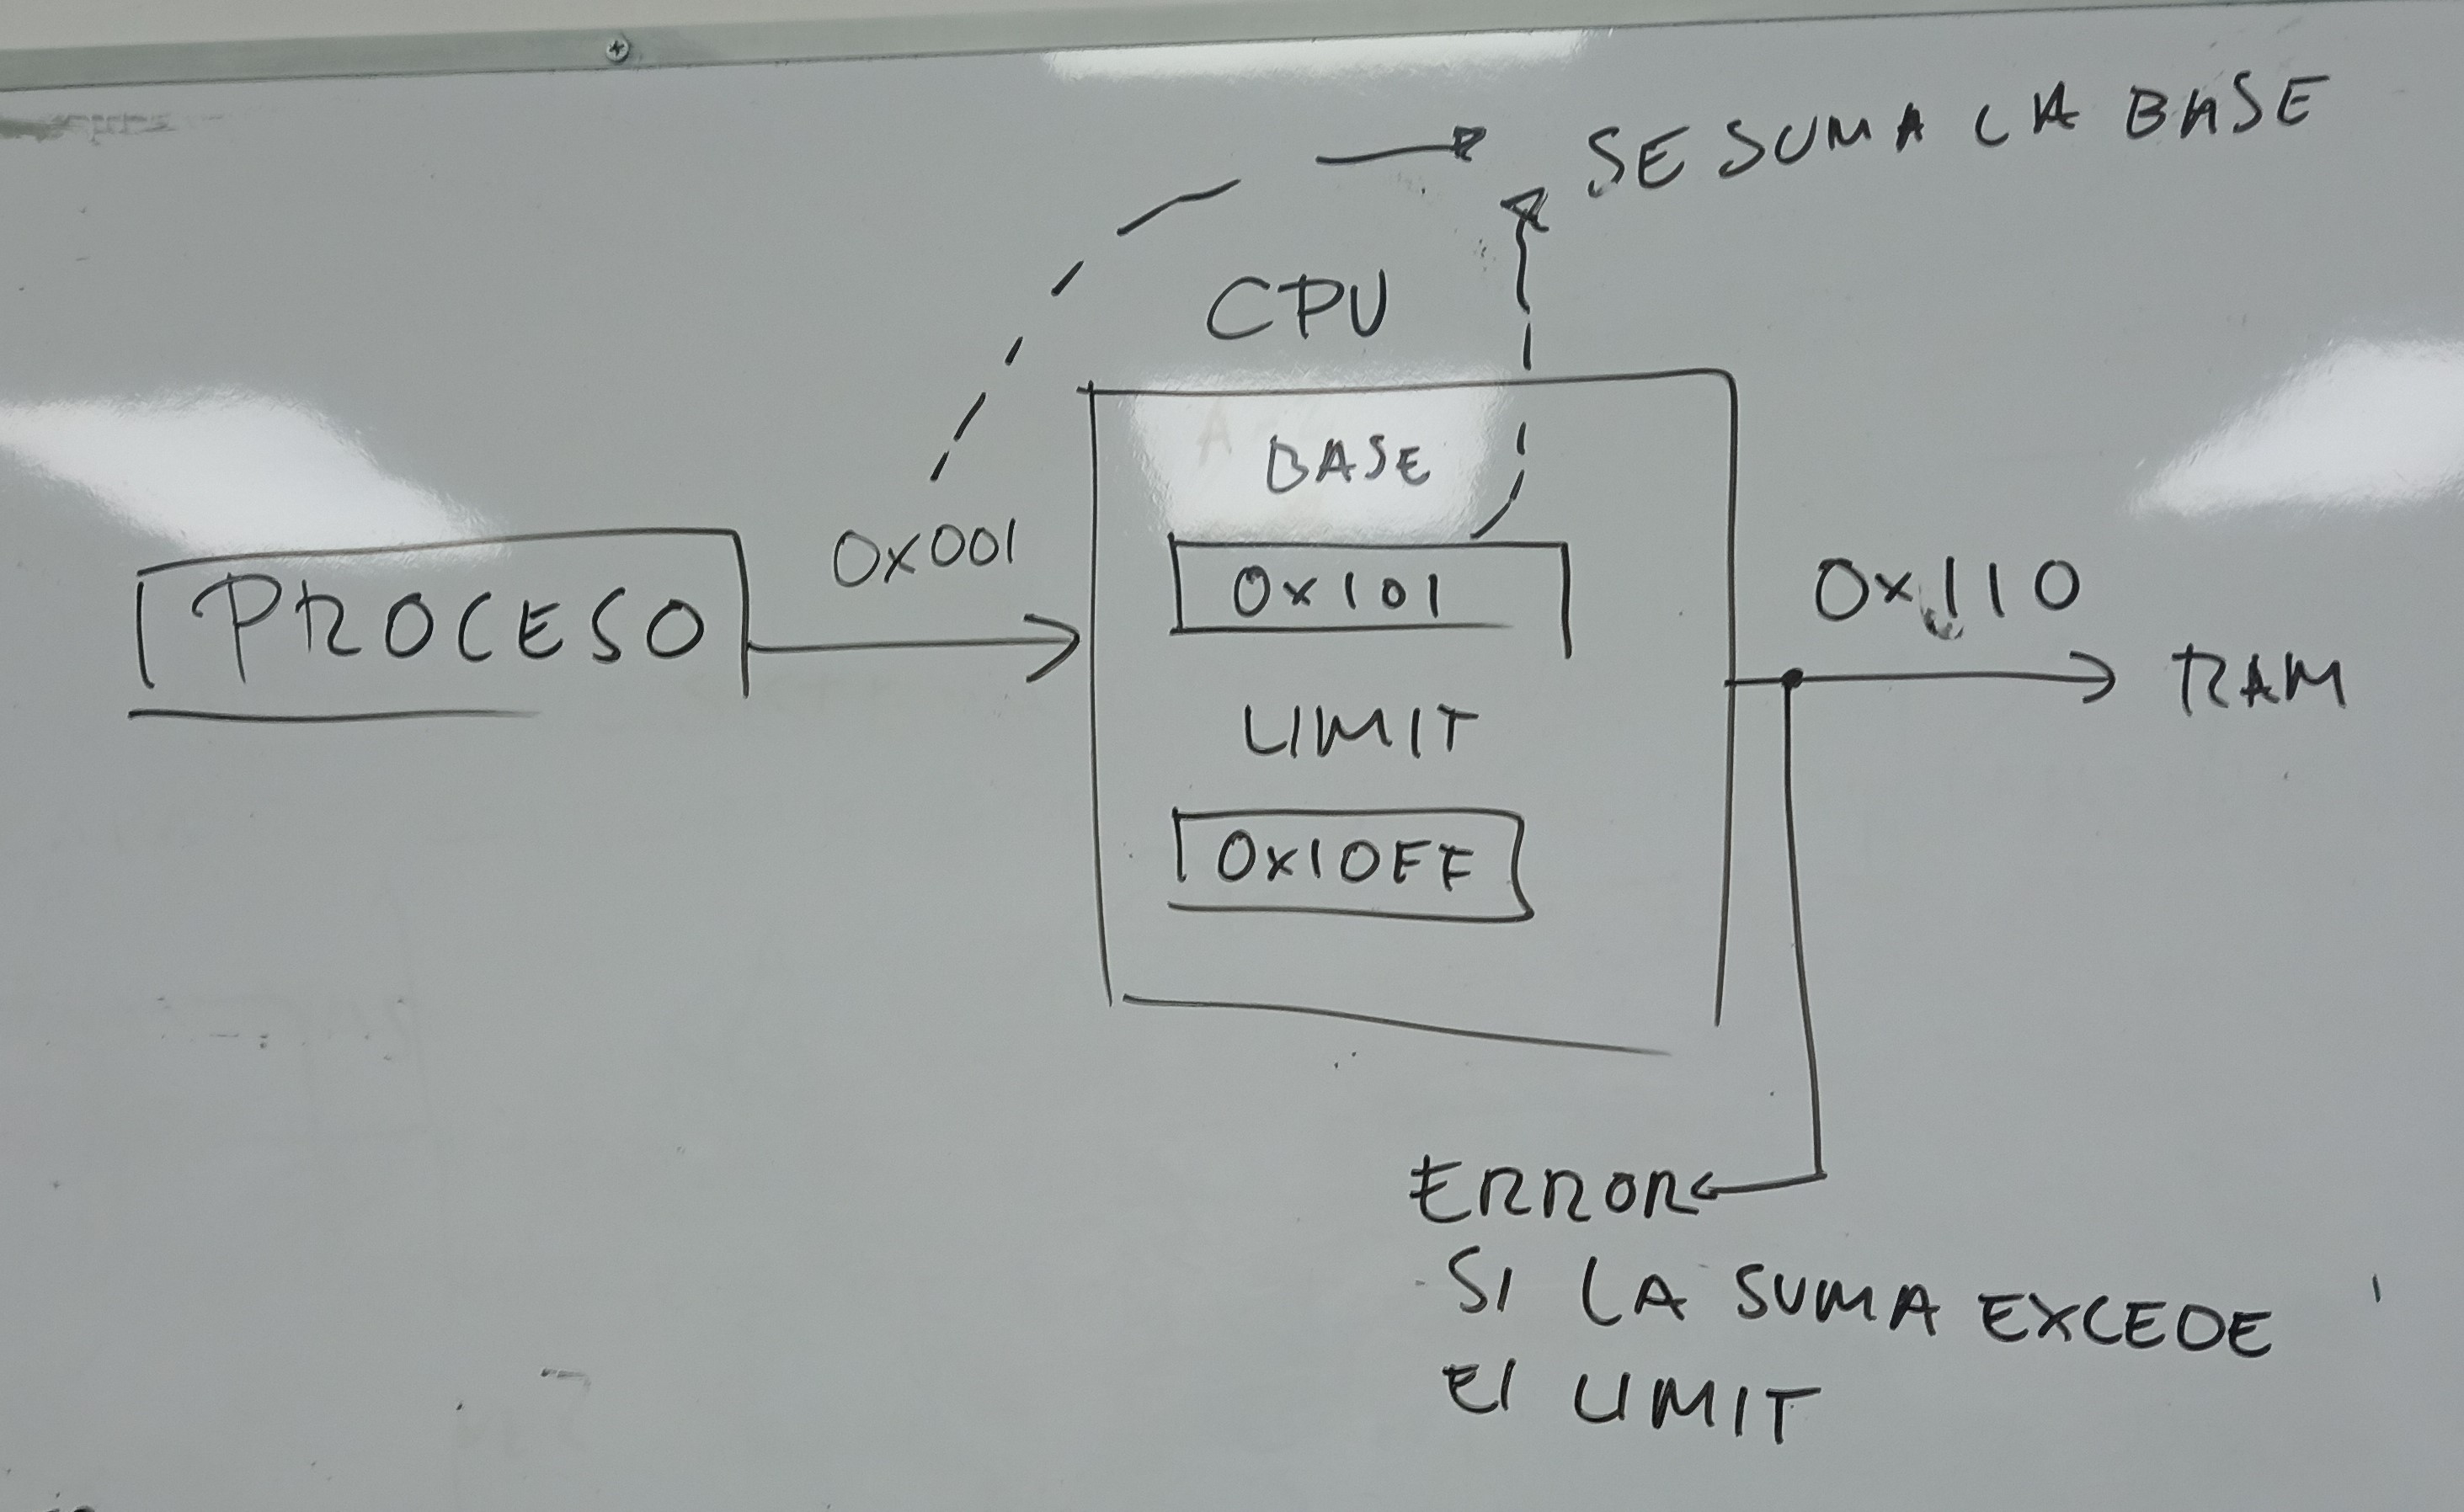 SE SUMA LA BASE
CPU
BASE
0x001
0x101
0x110
PROCESO
RAM
LIMIT
0x10FF
ERROR
SI LA SUMA EXCEDE
El LIMIT